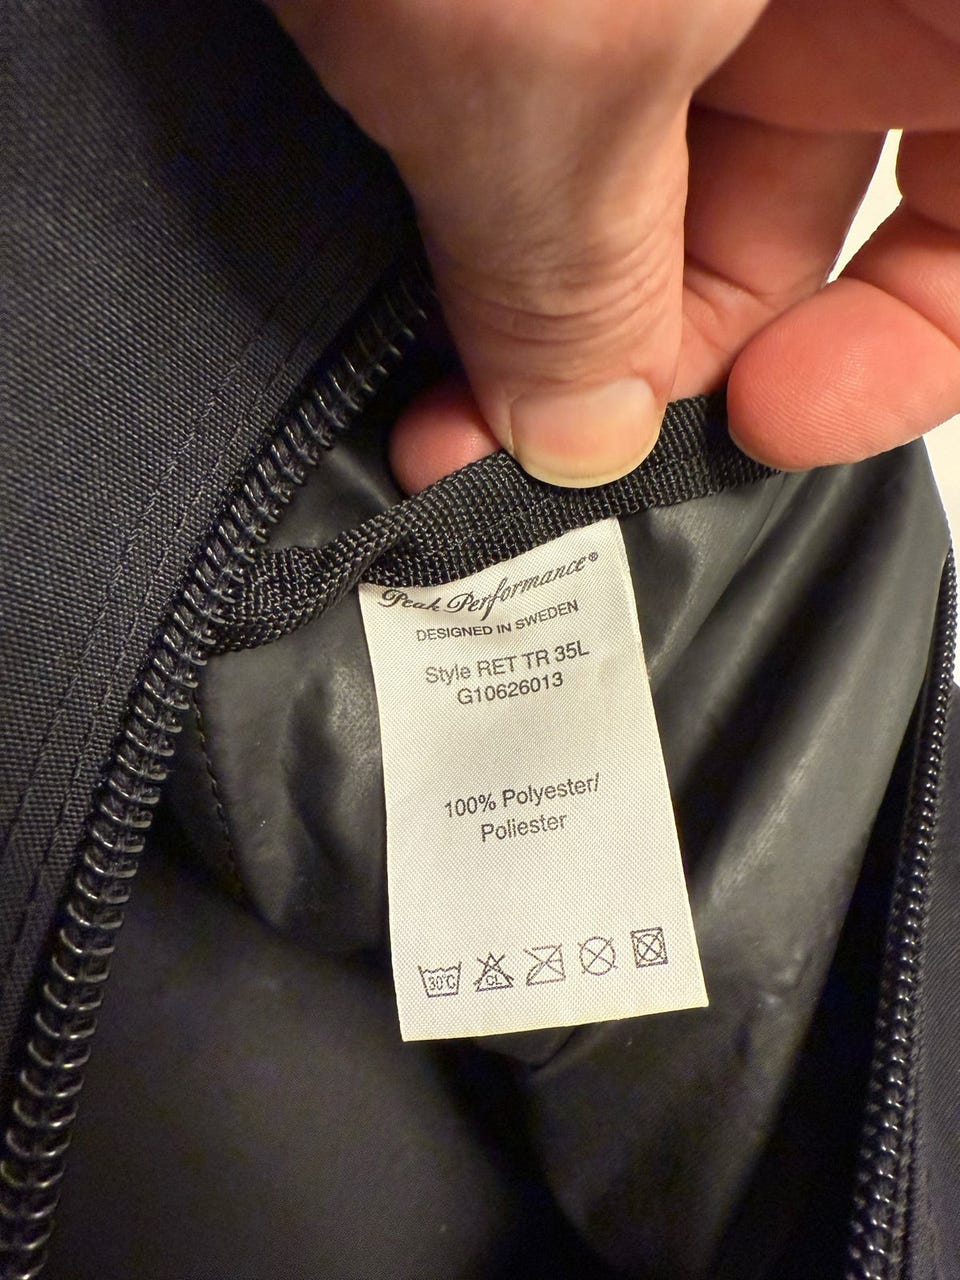 Peak Performance®
DESIGNED IN SWEDEN
Style RET TR 35L
G10626013
100% Polyester/
Poliester
30°C CL